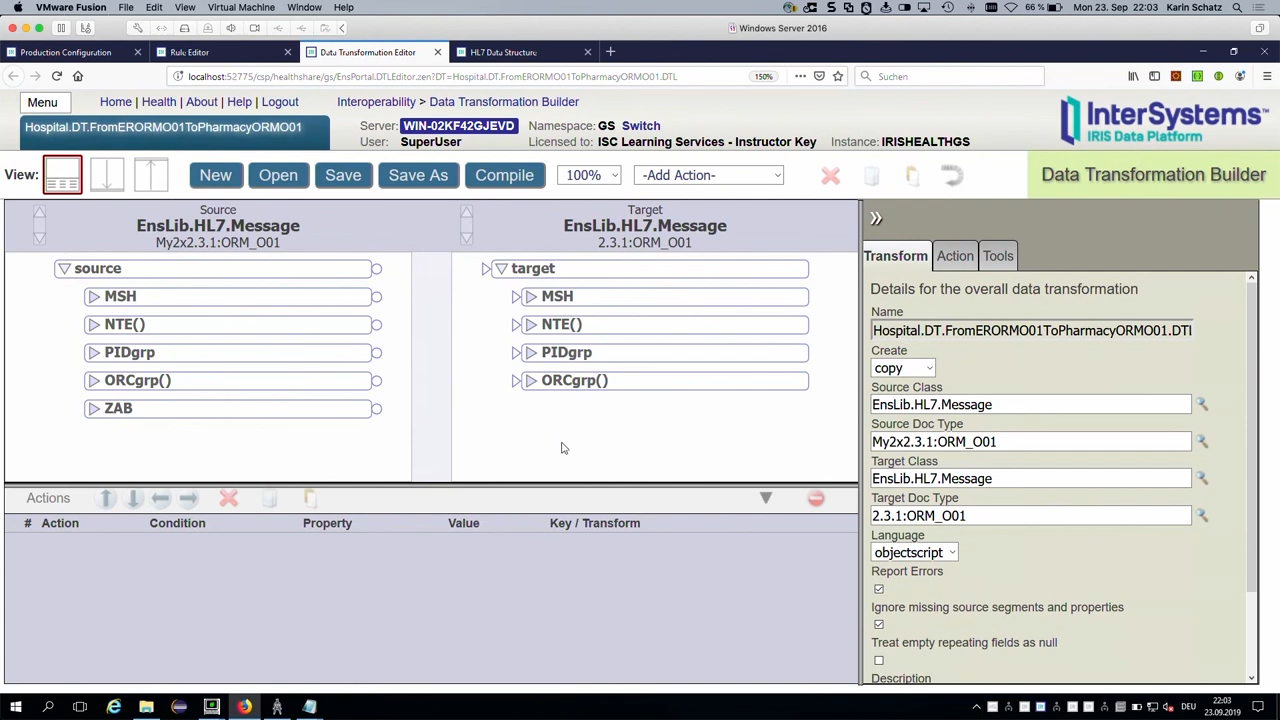 VMware Fusion File Edit View Virtual Machine Window Help 66 % Mon 23. Sep 22:03 Karin Schatz
Windows Server 2016
Production Configuration Rule Editor Data Transformation Editor HL7 Data Structure
localhost:52775/csp/healthshare/gs/EnsPortal.DTLEditor.zen?DT=Hospital.DT.FromERORMO01ToPharmacyORMO01.DTL 150% Suchen
Menu Home | Health | About | Help | Logout Interoperability > Data Transformation Builder
Hospital.DT.FromERORMO01ToPharmacyORMO01
Server: WIN-02KF42GJEVD Namespace: GS Switch
User: SuperUser Licensed to: ISC Learning Services - Instructor Key Instance: IRISHEALTHGS
InterSystems™
IRIS Data Platform
View: New Open Save Save As Compile 100% -Add Action- Data Transformation Builder
Source
EnsLib.HL7.Message
My2x2.3.1:ORM_O01
source
MSH
NTE()
PIDgrp
ORCgrp()
ZAB
Target
EnsLib.HL7.Message
2.3.1:ORM_O01
target
MSH
NTE()
PIDgrp
ORCgrp()
Actions
# Action Condition Property Value Key / Transform
»
Transform Action Tools
Details for the overall data transformation
Name
Hospital.DT.FromERORMO01ToPharmacyORMO01.DTl
Create
copy
Source Class
EnsLib.HL7.Message
Source Doc Type
My2x2.3.1:ORM_O01
Target Class
EnsLib.HL7.Message
Target Doc Type
2.3.1:ORM_O01
Language
objectscript
Report Errors
Ignore missing source segments and properties
Treat empty repeating fields as null
Description
DEU
22:03
23.09.2019